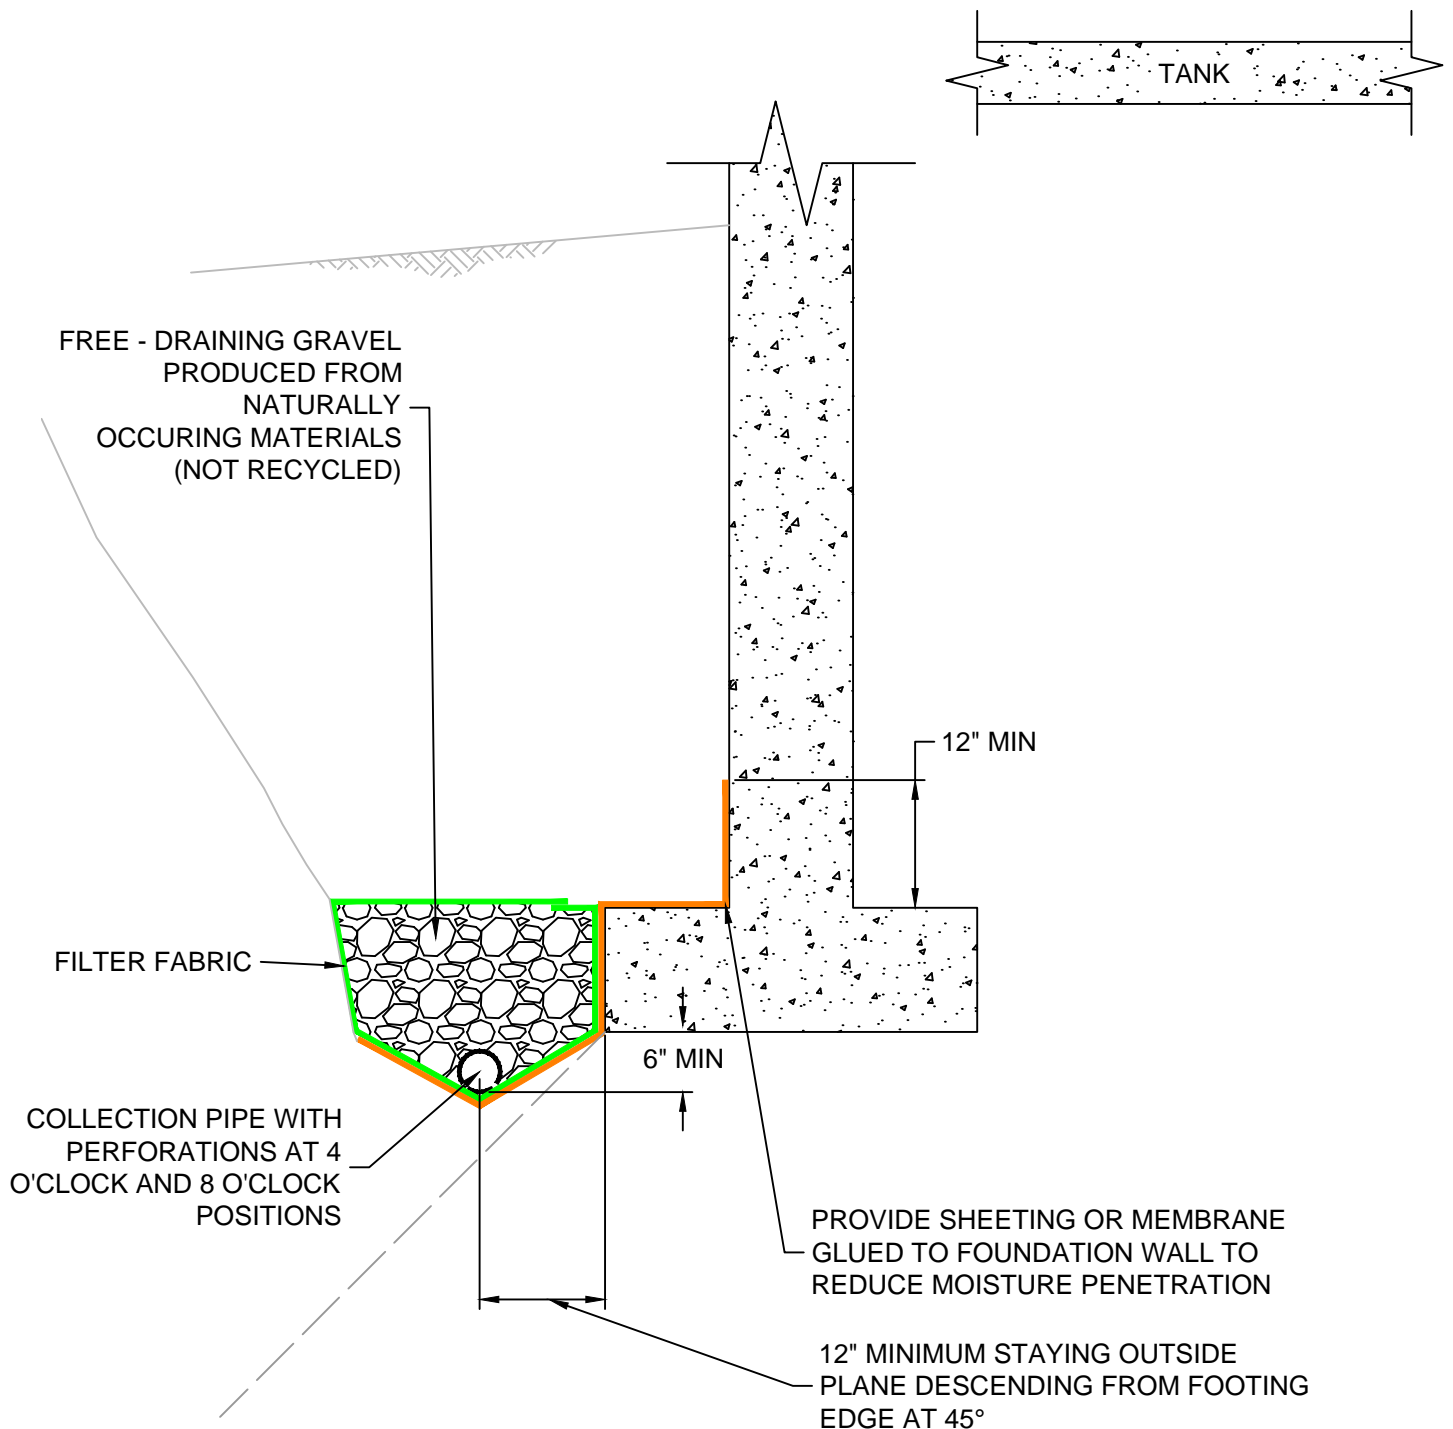 TANK
FREE - DRAINING GRAVEL
PRODUCED FROM
NATURALLY
OCCURING MATERIALS
(NOT RECYCLED)
12" MIN
FILTER FABRIC
6" MIN
COLLECTION PIPE WITH
PERFORATIONS AT 4
O'CLOCK AND 8 O'CLOCK
POSITIONS
PROVIDE SHEETING OR MEMBRANE
GLUED TO FOUNDATION WALL TO
REDUCE MOISTURE PENETRATION
12" MINIMUM STAYING OUTSIDE
PLANE DESCENDING FROM FOOTING
EDGE AT 45°